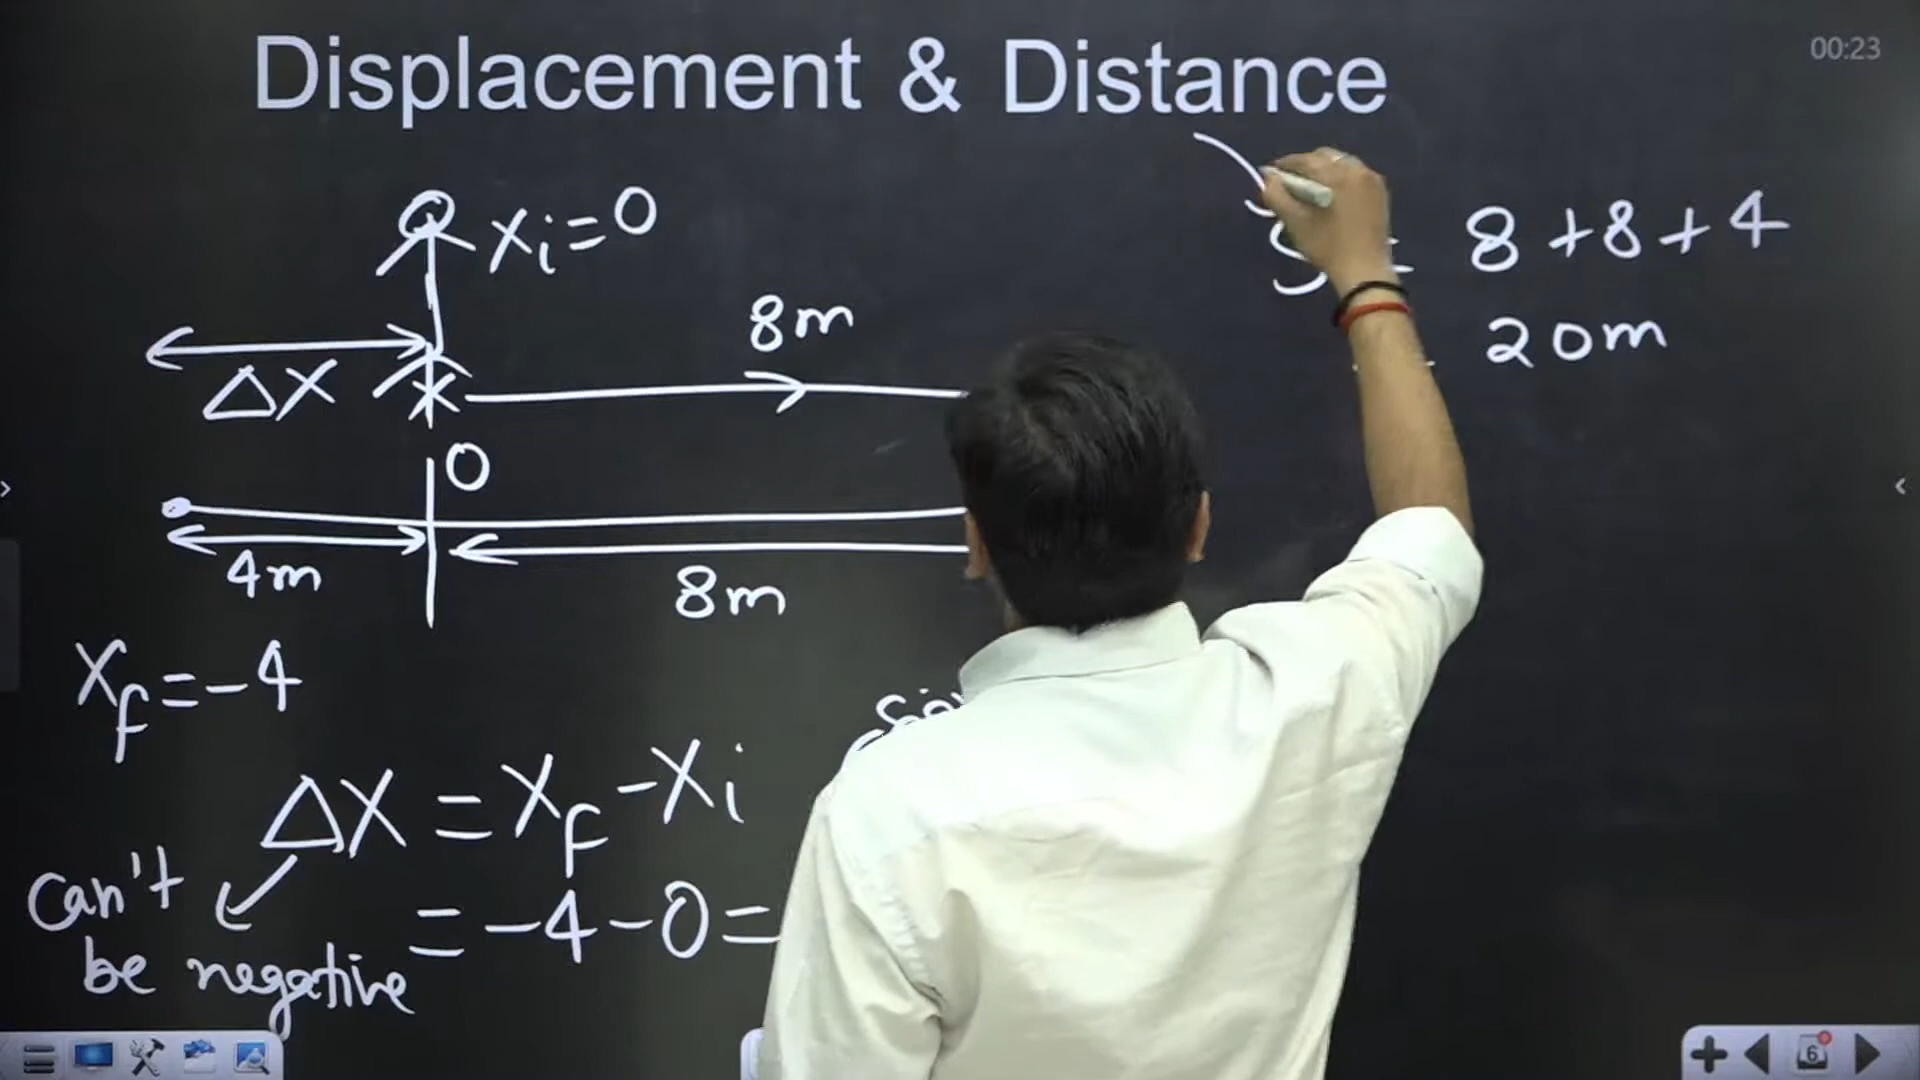 Displacement & Distance
00:23
Xi=0
8+8+4
8m
20m
ΔX
0
4m
8m
Xf=-4
ΔX = Xf-Xi
can't
be negative
= -4-0=
6